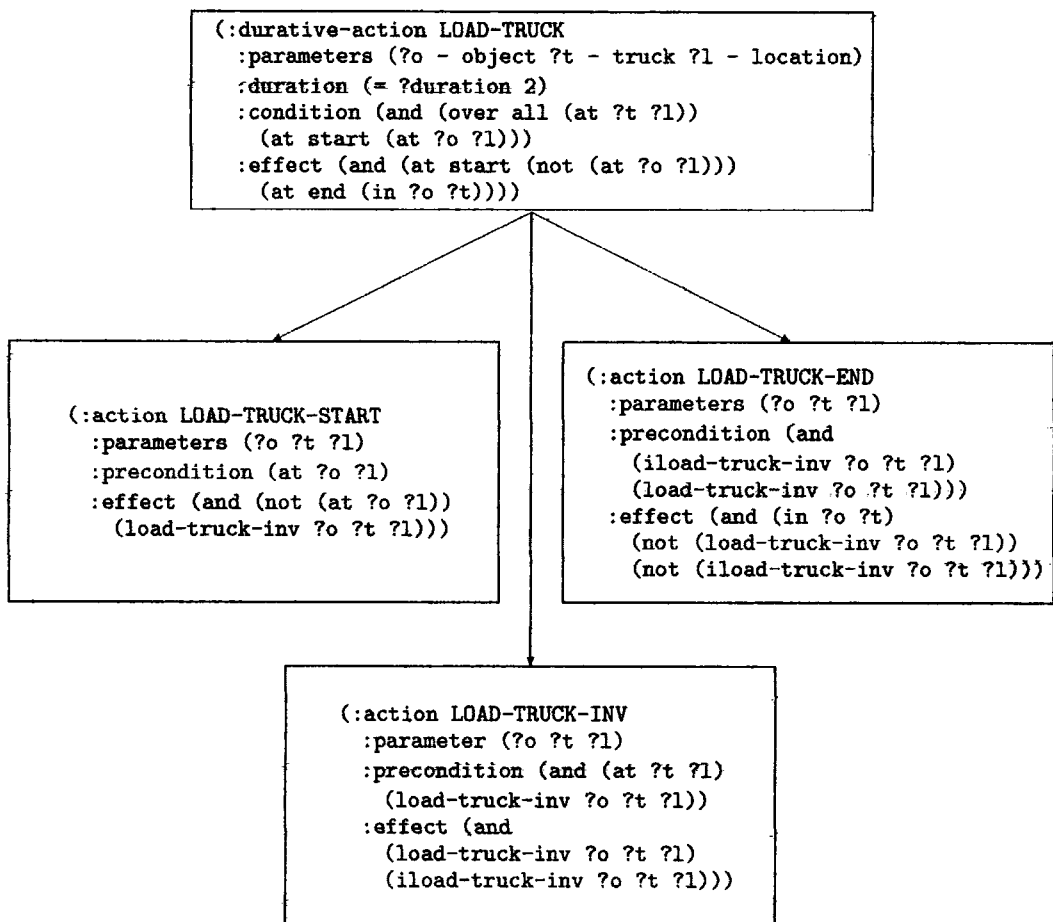 (:durative-action LOAD-TRUCK
:parameters (?o - object ?t - truck ?l - location)
:duration (= ?duration 2)
:condition (and (over all (at ?t ?l))
(at start (at ?o ?l)))
:effect (and (at start (not (at ?o ?l)))
(at end (in ?o ?t))))
(:action LOAD-TRUCK-START
:parameters (?o ?t ?l)
:precondition (at ?o ?l)
:effect (and (not (at ?o ?l))
(load-truck-inv ?o ?t ?l)))
(:action LOAD-TRUCK-END
:parameters (?o ?t ?l)
:precondition (and
(iload-truck-inv ?o ?t ?l)
(load-truck-inv ?o ?t ?l)))
:effect (and (in ?o ?t)
(not (load-truck-inv ?o ?t ?l))
(not (iload-truck-inv ?o ?t ?l)))
(:action LOAD-TRUCK-INV
:parameter (?o ?t ?l)
:precondition (and (at ?t ?l)
(load-truck-inv ?o ?t ?l))
:effect (and
(load-truck-inv ?o ?t ?l)
(iload-truck-inv ?o ?t ?l)))